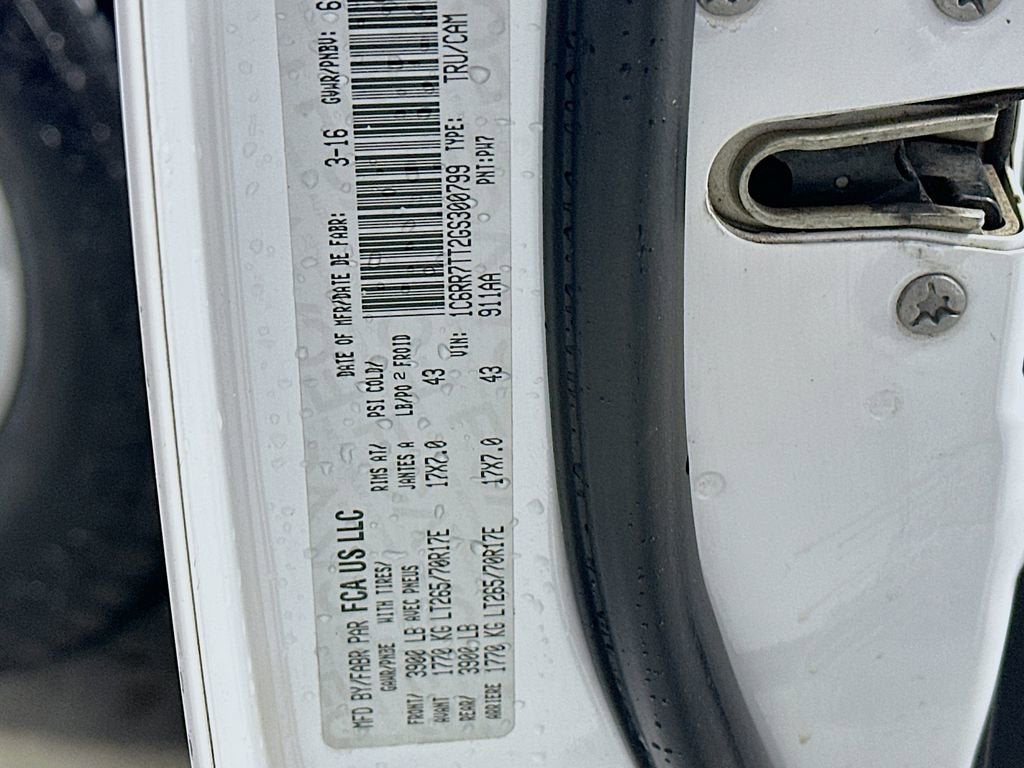 MFD BY/FABR PAR FCA US LLC DATE OF MFR/DATE DE FABR: 3-16 GVWR/PNBV: 6
GAWR/PNBE WITH TIRES/ RIMS AT/ PSI COLD/
FRONT/ 3900 LB AVEC PNEUS JANTES A LB/PO 2 FROID
AVANT 1770 KG LT265/70R17E 17X7.0 43
REAR/ 3900 LB VIN: 1C6RR7TT2GS300799 TYPE: TRU/CAM
ARRIERE 1770 KG LT265/70R17E 17X7.0 43 911AA PNT:PW7